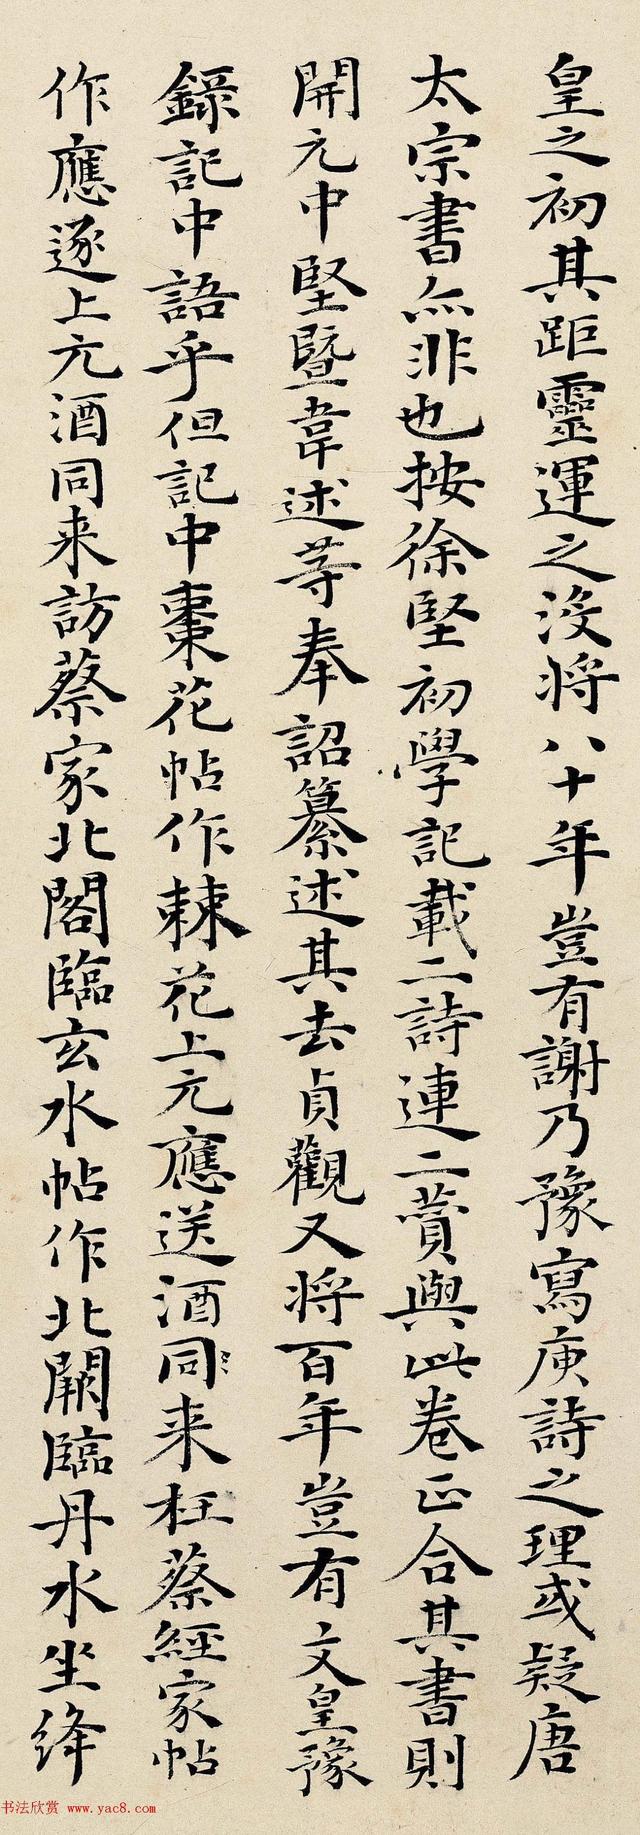 皇之初其距靈運之沒将八十年豈有謝乃豫寫庾詩之理或疑唐
太宗書亦非也按徐堅初學記載二詩連二賛與此卷正合其書則
開元中堅暨韋述等奉詔纂述其去貞觀又将百年豈有文皇豫
録記中語乎但記中棗花帖作棘花上元應送酒同来枉蔡經家帖
作應逐上元酒同来訪蔡家北閣臨玄水帖作北闕臨丹水坐絳
书法欣赏 www.yac8.com